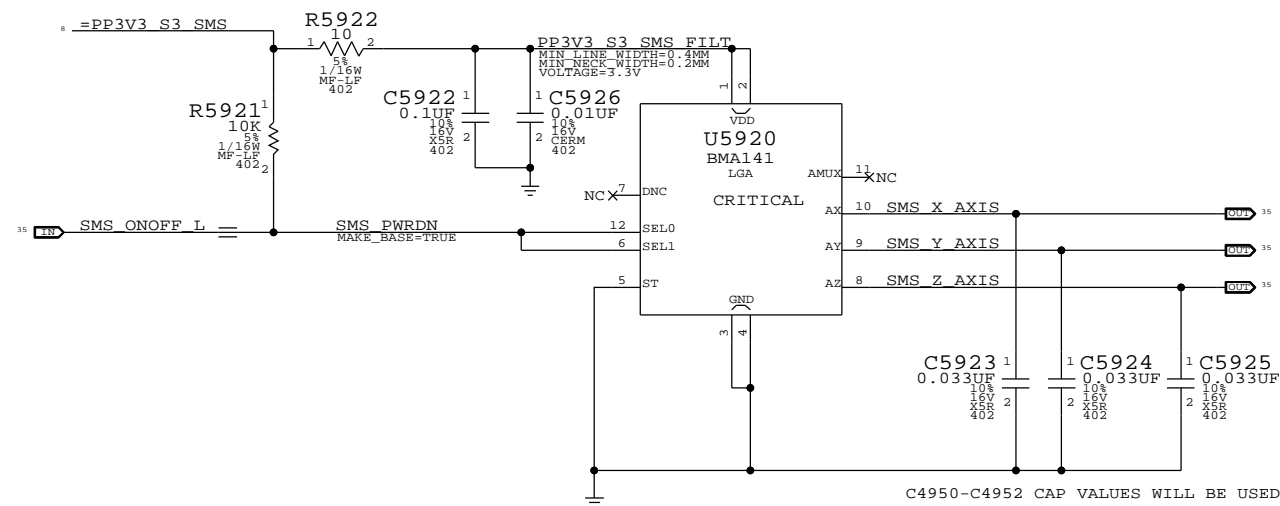 8 =PP3V3_S3_SMS
R5922
10
1 2
5%
1/16W
MF-LF
402
PP3V3_S3_SMS_FILT
MIN_LINE_WIDTH=0.4MM
MIN_NECK_WIDTH=0.2MM
VOLTAGE=3.3V
R5921
10K
5%
1/16W
MF-LF
402
1
2
C5922
0.1UF
10%
16V
X5R
402
1
2
C5926
0.01UF
10%
16V
CERM
402
1
2
1 2
VDD
U5920
BMA141
LGA
CRITICAL
NC 7 DNC
AMUX 11 NC
35 IN SMS_ONOFF_L
SMS_PWRDN
MAKE_BASE=TRUE
12 SEL0
6 SEL1
5 ST
AX 10 SMS_X_AXIS OUT 35
AY 9 SMS_Y_AXIS OUT 35
AZ 8 SMS_Z_AXIS OUT 35
GND
3 4
C5923
0.033UF
10%
16V
X5R
402
1
2
C5924
0.033UF
10%
16V
X5R
402
1
2
C5925
0.033UF
10%
16V
X5R
402
1
2
C4950-C4952 CAP VALUES WILL BE USED